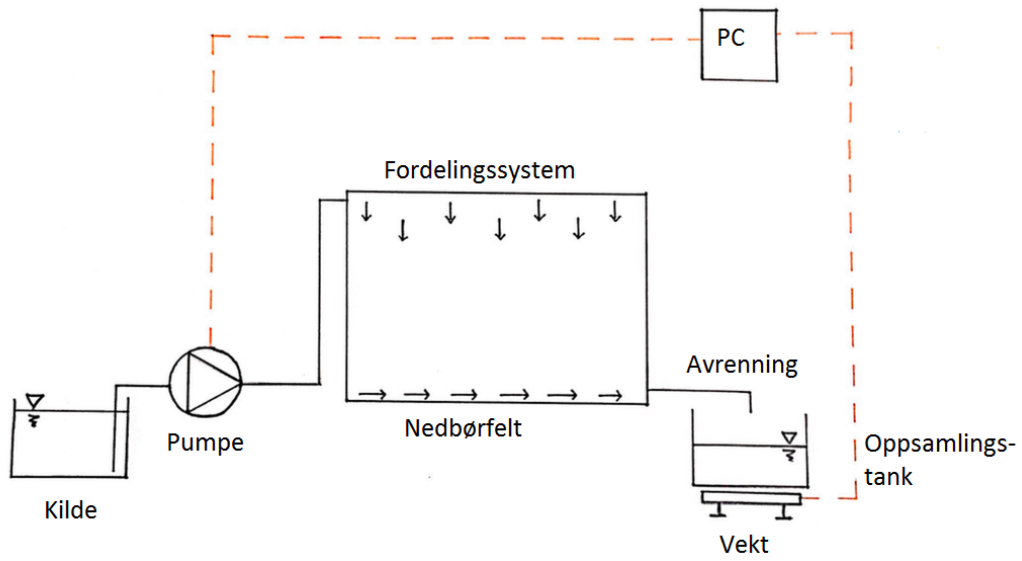 PC
Fordelingssystem
Avrenning
Nedbørfelt
Pumpe
Oppsamlings-
tank
Kilde
Vekt